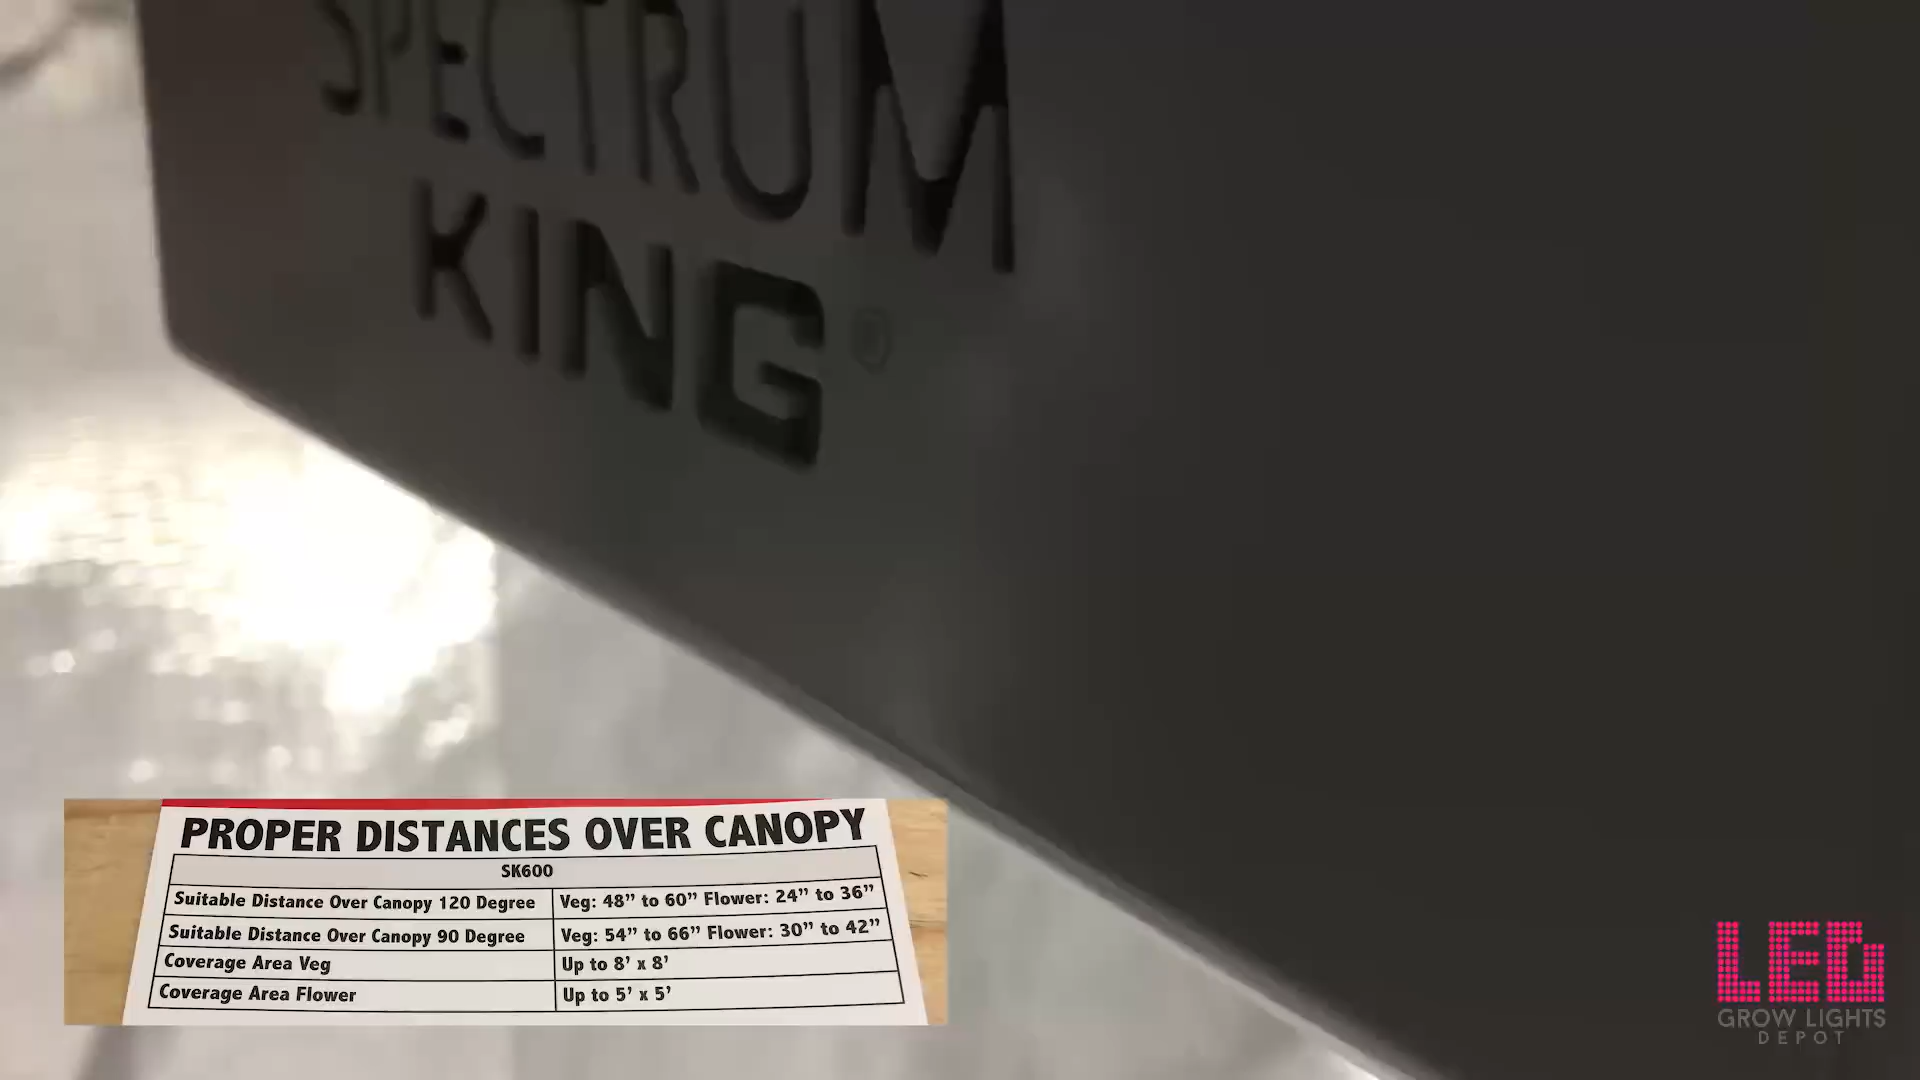 SPECTRUM
KING®
PROPER DISTANCES OVER CANOPY
SK600
Suitable Distance Over Canopy 120 Degree Veg: 48” to 60” Flower: 24” to 36”
Suitable Distance Over Canopy 90 Degree Veg: 54” to 66” Flower: 30” to 42”
Coverage Area Veg Up to 8’ x 8’
Coverage Area Flower Up to 5’ x 5’
LED
GROW LIGHTS
DEPOT